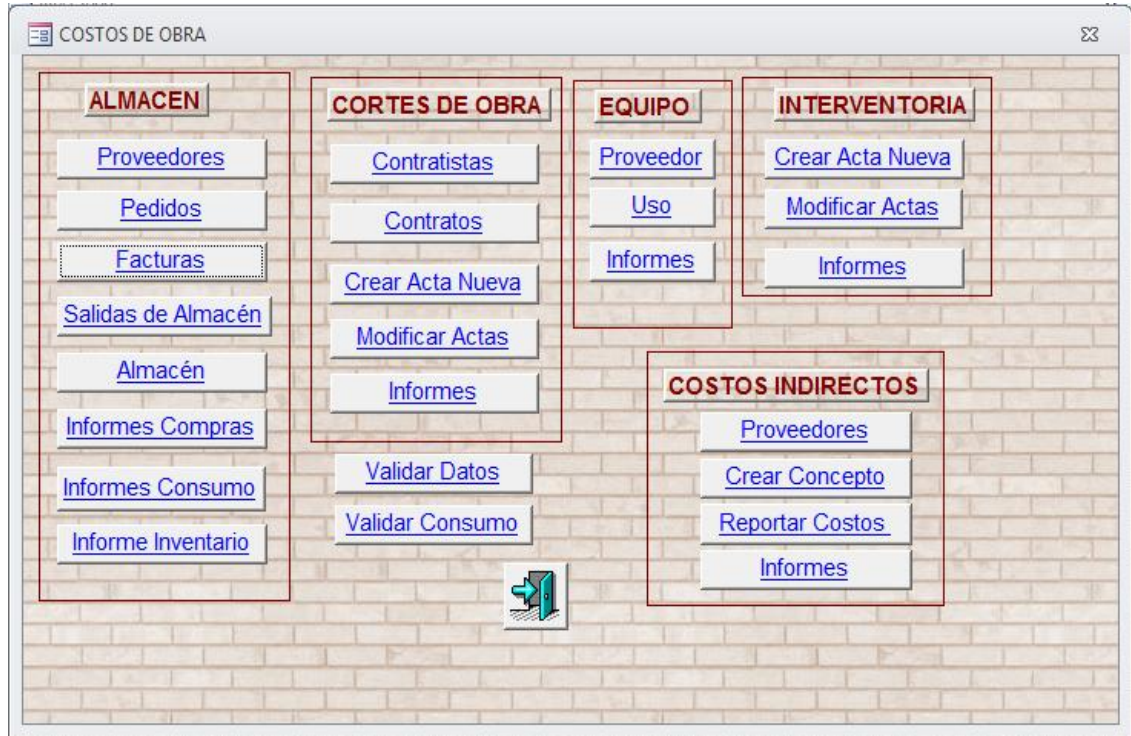 COSTOS DE OBRA
ALMACEN
Proveedores
Pedidos
Facturas
Salidas de Almacén
Almacén
Informes Compras
Informes Consumo
Informe Inventario
CORTES DE OBRA
Contratistas
Contratos
Crear Acta Nueva
Modificar Actas
Informes
Validar Datos
Validar Consumo
EQUIPO
Proveedor
Uso
Informes
INTERVENTORIA
Crear Acta Nueva
Modificar Actas
Informes
COSTOS INDIRECTOS
Proveedores
Crear Concepto
Reportar Costos
Informes